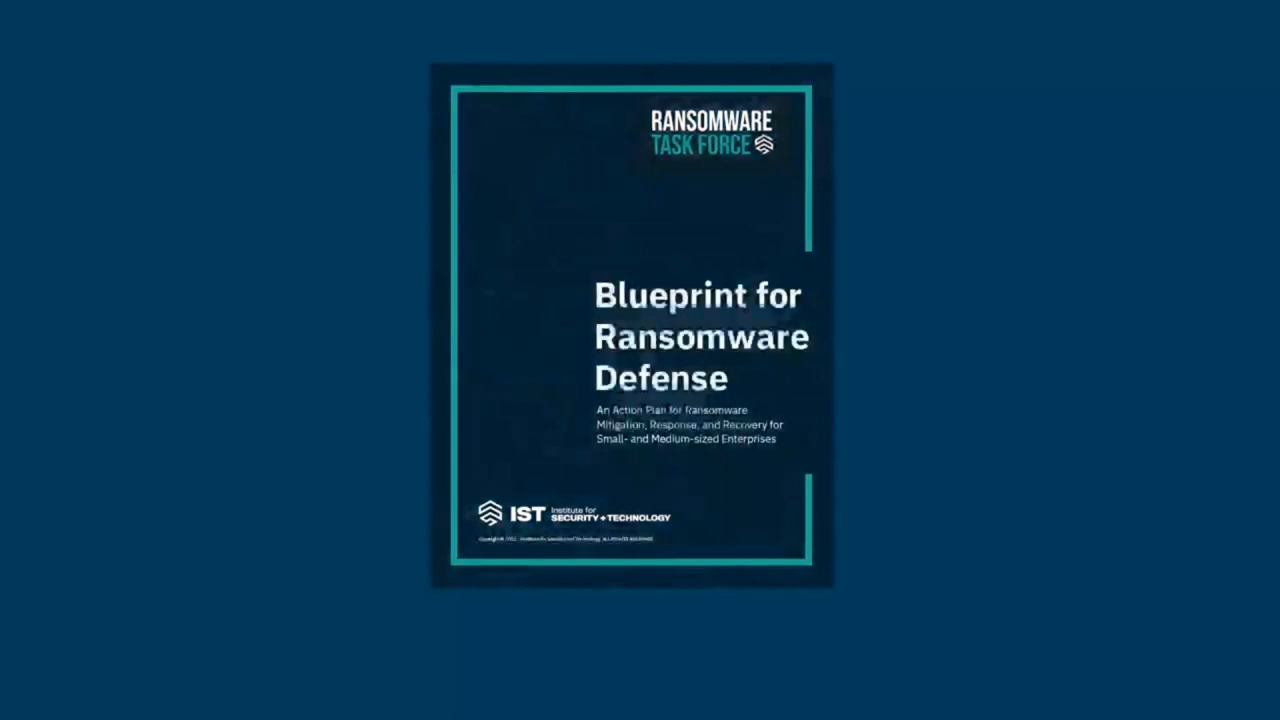 RANSOMWARE
TASK FORCE
Blueprint for
Ransomware
Defense
An Action Plan for Ransomware
Mitigation, Response, and Recovery for
Small- and Medium-sized Enterprises
IST Institute for
SECURITY+TECHNOLOGY